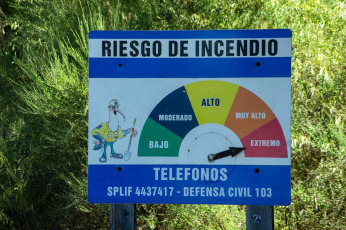 RIESGO DE INCENDIO
ALTO
MODERADO
MUY ALTO
BAJO
EXTREMO
TELEFONOS
SPLIF 4437417 - DEFENSA CIVIL 103